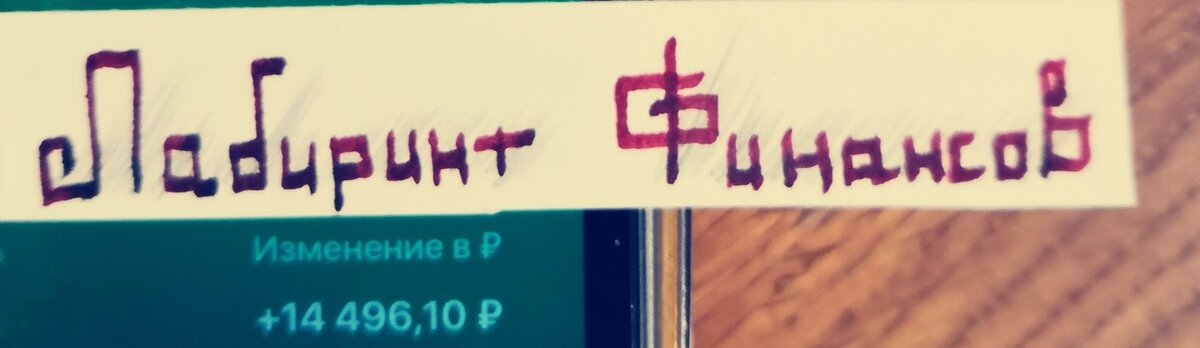 Лабиринт Финансов
Изменение в ₽
+14 496,10 ₽